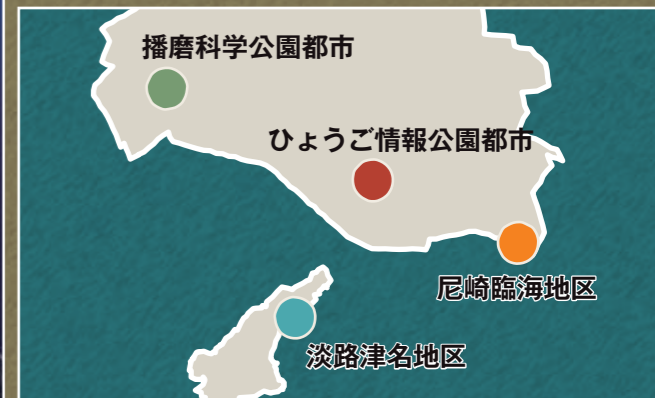 播磨科学公園都市
ひょうご情報公園都市
尼崎臨海地区
淡路津名地区